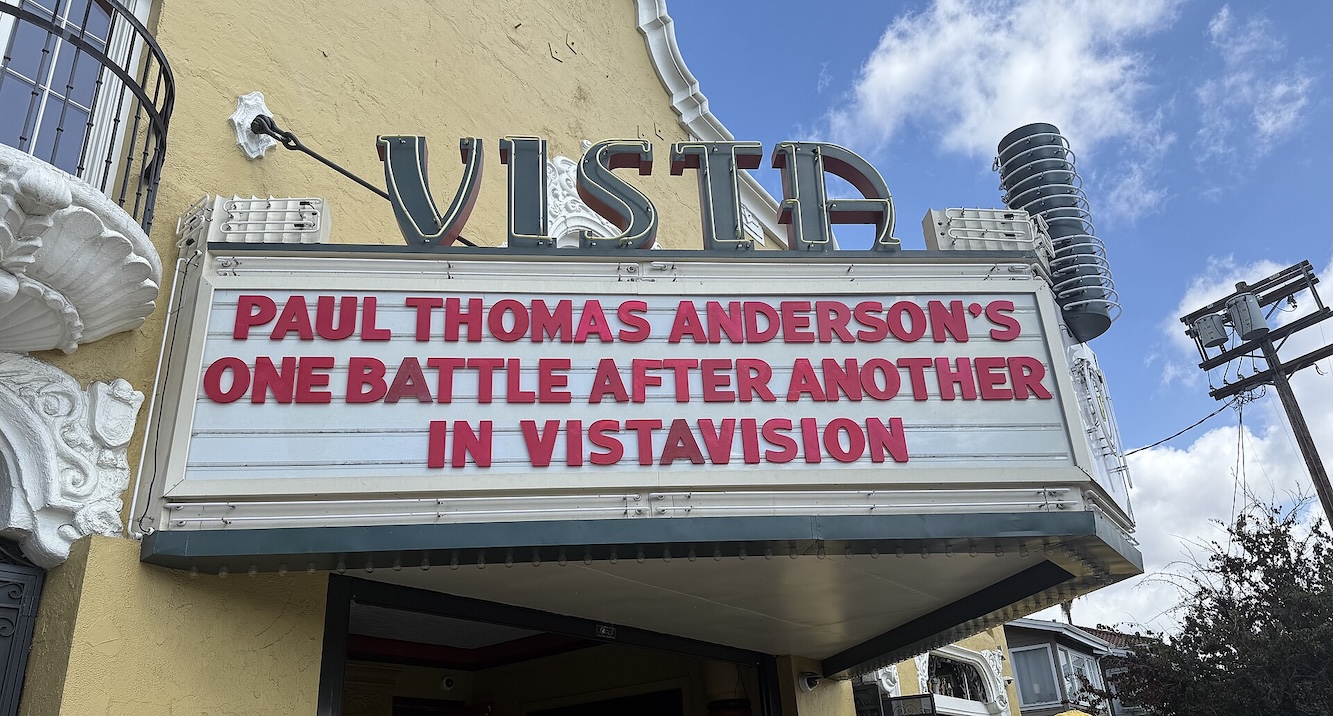 VISTA
PAUL THOMAS ANDERSON'S
ONE BATTLE AFTER ANOTHER
IN VISTAVISION